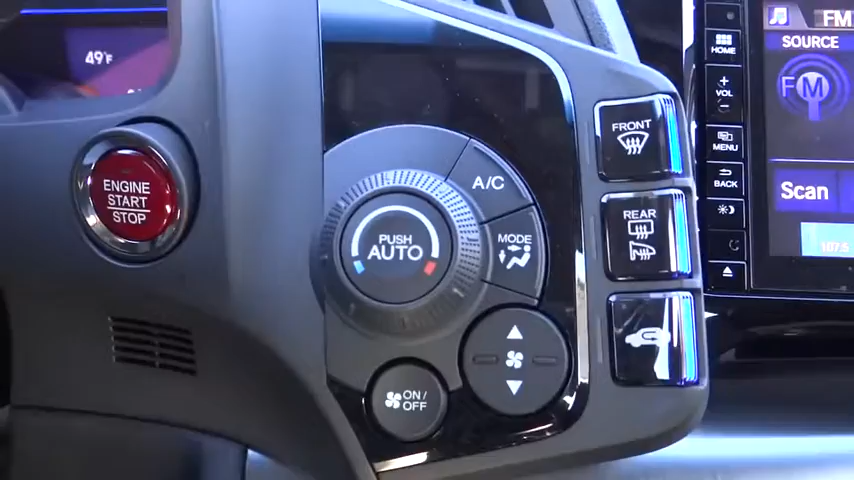 49°F
ENGINE
START
STOP
A/C
MODE
PUSH
AUTO
ON/
OFF
FRONT
REAR
HOME
+
VOL
−
MENU
BACK
FM
SOURCE
FM
Scan
107.5